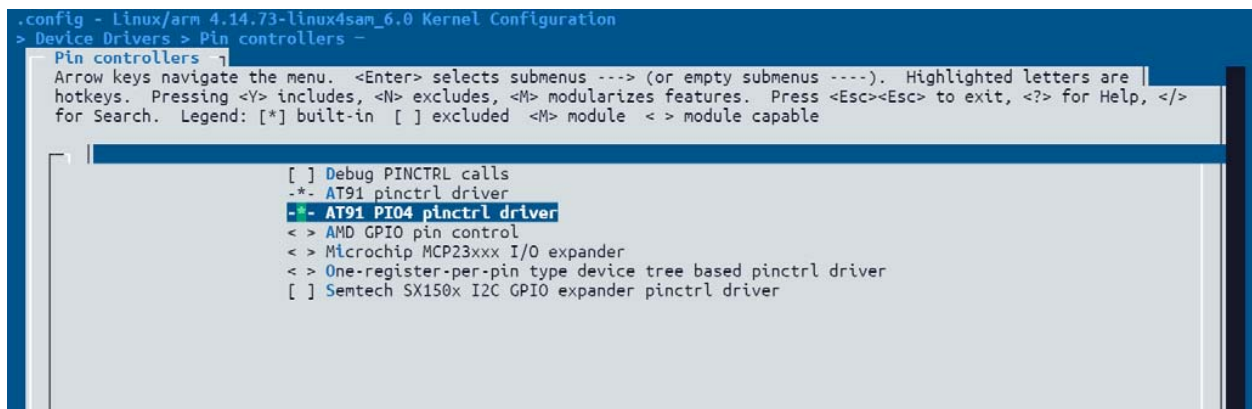 .config - Linux/arm 4.14.73-linux4sam_6.0 Kernel Configuration
> Device Drivers > Pin controllers
Pin controllers
Arrow keys navigate the menu.  <Enter> selects submenus ---> (or empty submenus ----).  Highlighted letters are
hotkeys.  Pressing <Y> includes, <N> excludes, <M> modularizes features.  Press <Esc><Esc> to exit, <?> for Help, </>
for Search.  Legend: [*] built-in  [ ] excluded  <M> module  < > module capable
[ ] Debug PINCTRL calls
-*- AT91 pinctrl driver
-*- AT91 PIO4 pinctrl driver
< > AMD GPIO pin control
< > Microchip MCP23xxx I/O expander
< > One-register-per-pin type device tree based pinctrl driver
[ ] Semtech SX150x I2C GPIO expander pinctrl driver